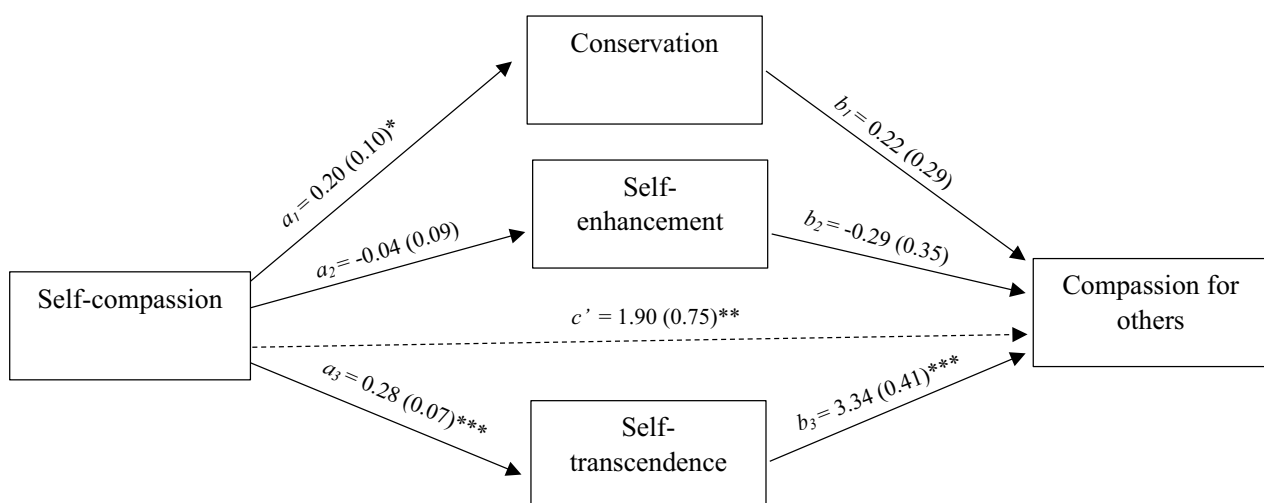 Conservation
a₁ = 0.20 (0.10)*
b₁ = 0.22 (0.29)
Self-
enhancement
a₂ = -0.04 (0.09)
b₂ = -0.29 (0.35)
Self-compassion
Compassion for
others
c’ = 1.90 (0.75)**
a₃ = 0.28 (0.07)***
b₃ = 3.34 (0.41)***
Self-
transcendence